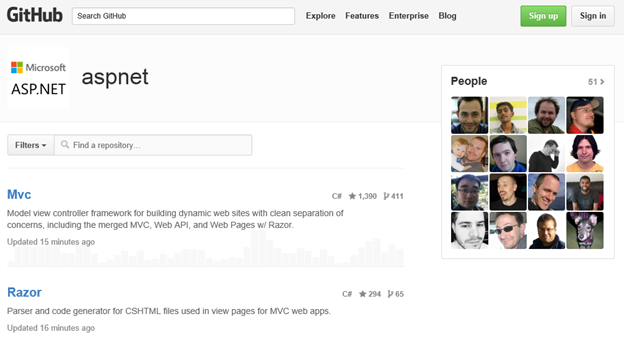 GitHub Search GitHub Explore Features Enterprise Blog Sign up Sign in
Microsoft
ASP.NET
aspnet
People 51
Filters Find a repository...
Mvc C# 1,390 411
Model view controller framework for building dynamic web sites with clean separation of
concerns, including the merged MVC, Web API, and Web Pages w/ Razor.
Updated 15 minutes ago
Razor C# 294 65
Parser and code generator for CSHTML files used in view pages for MVC web apps.
Updated 16 minutes ago